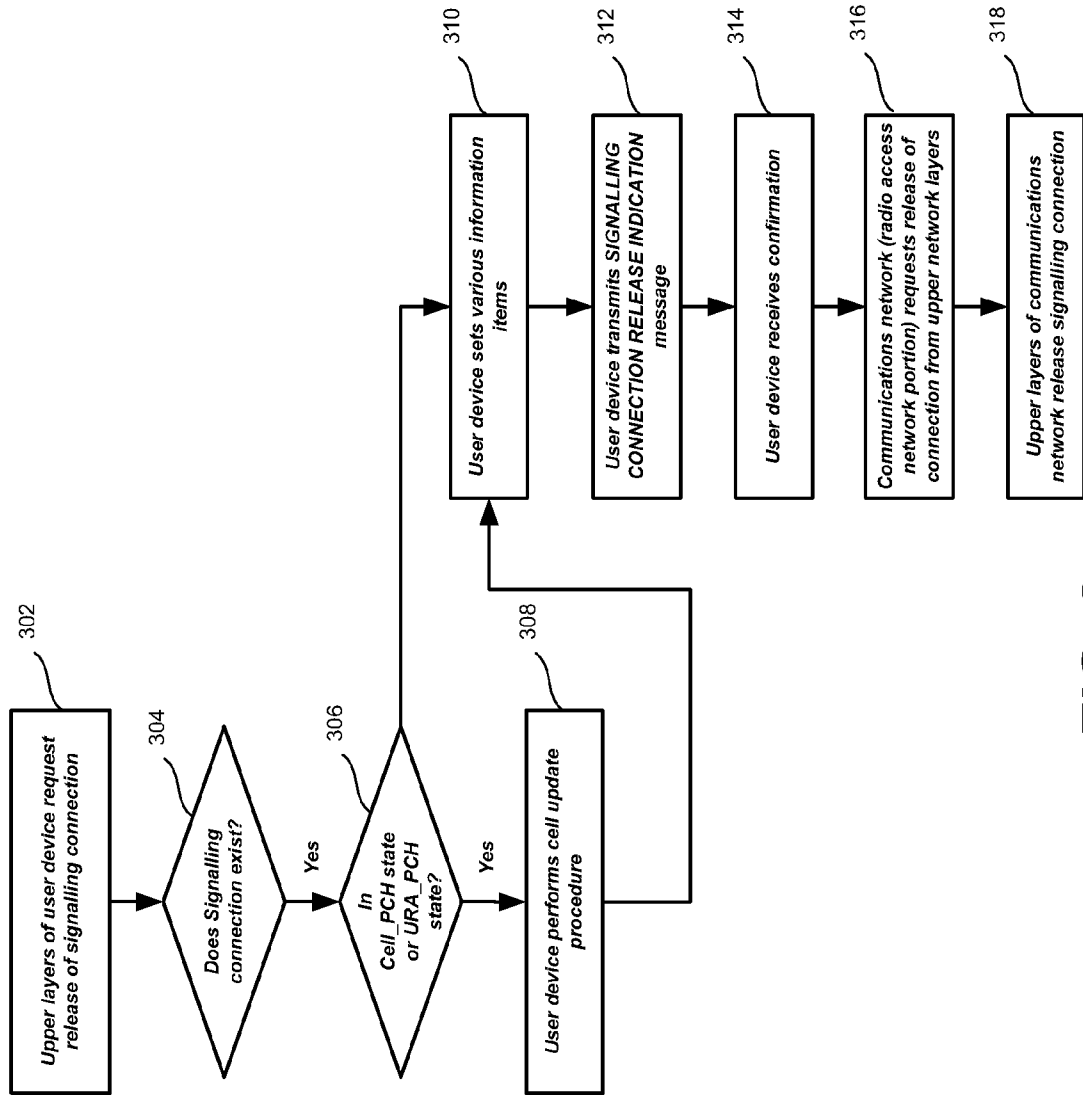 302
Upper layers of user device request
release of signalling connection
304
Does Signalling
connection exist?
Yes
306
In
Cell_PCH state
or URA_PCH
state?
Yes
308
User device performs cell update
procedure
310
User device sets various information
items
312
User device transmits SIGNALLING
CONNECTION RELEASE INDICATION
message
314
User device receives confirmation
316
Communications network (radio access
network portion) requests release of
connection from upper network layers
318
Upper layers of communications
network release signalling connection